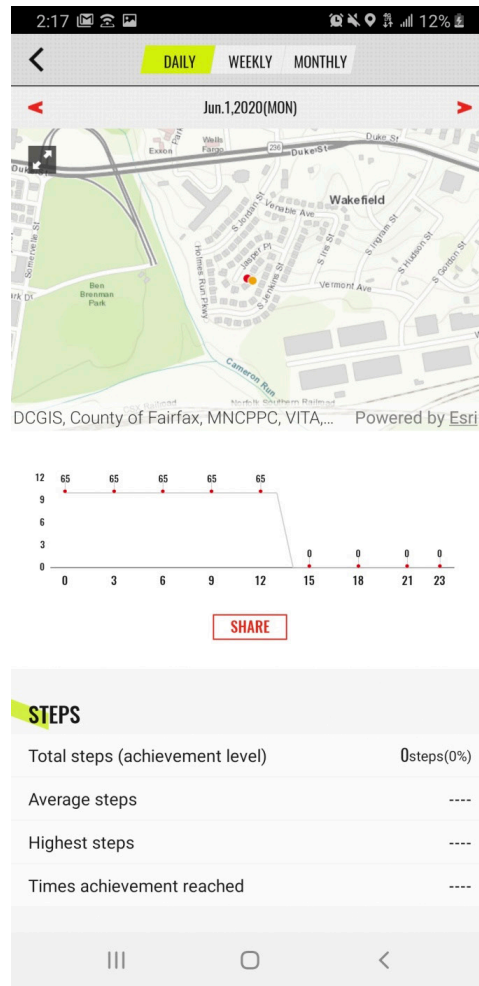 2:17 12%
DAILY WEEKLY MONTHLY
Jun.1,2020(MON)
Wells
Fargo
Exxon
Park
236
Duke St
Duke St
Wakefield
Venable Ave
S Jordan St
S Iris St
S Ingram St
S Hudson St
S Gordon St
Somervelle St
Jasper Pl
Holmes Run Pkwy
S Jenkins St
Vermont Ave
Ben
Brenman
Park
Cameron Run
Norfolk Southern Railroad
DCGIS, County of Fairfax, MNCPPC, VITA,... Powered by Esri
12 65 65 65 65 65
9
6
3 0 0 0 0
0
0 3 6 9 12 15 18 21 23
SHARE
STEPS
Total steps (achievement level) 0steps(0%)
Average steps ----
Highest steps ----
Times achievement reached ----